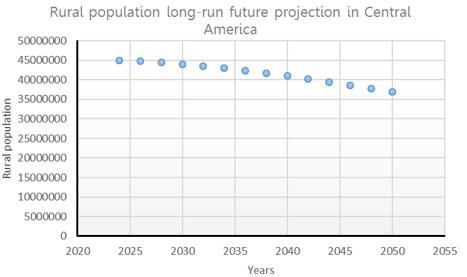 Rural population long-run future projection in Central
America
50000000
45000000
40000000
35000000
30000000
25000000
20000000
15000000
10000000
5000000
0
Rural population
2020 2025 2030 2035 2040 2045 2050 2055
Years